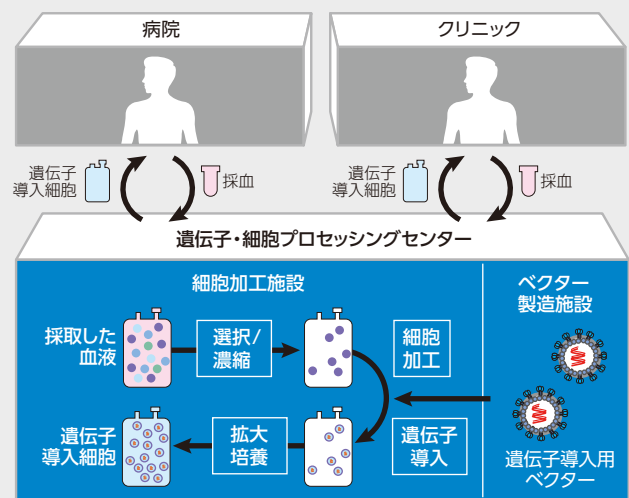 病院
クリニック
遺伝子
導入細胞
採血
遺伝子
導入細胞
採血
遺伝子・細胞プロセッシングセンター
細胞加工施設
ベクター
製造施設
採取した
血液
選択/
濃縮
細胞
加工
遺伝子
導入細胞
拡大
培養
遺伝子
導入
遺伝子導入用
ベクター